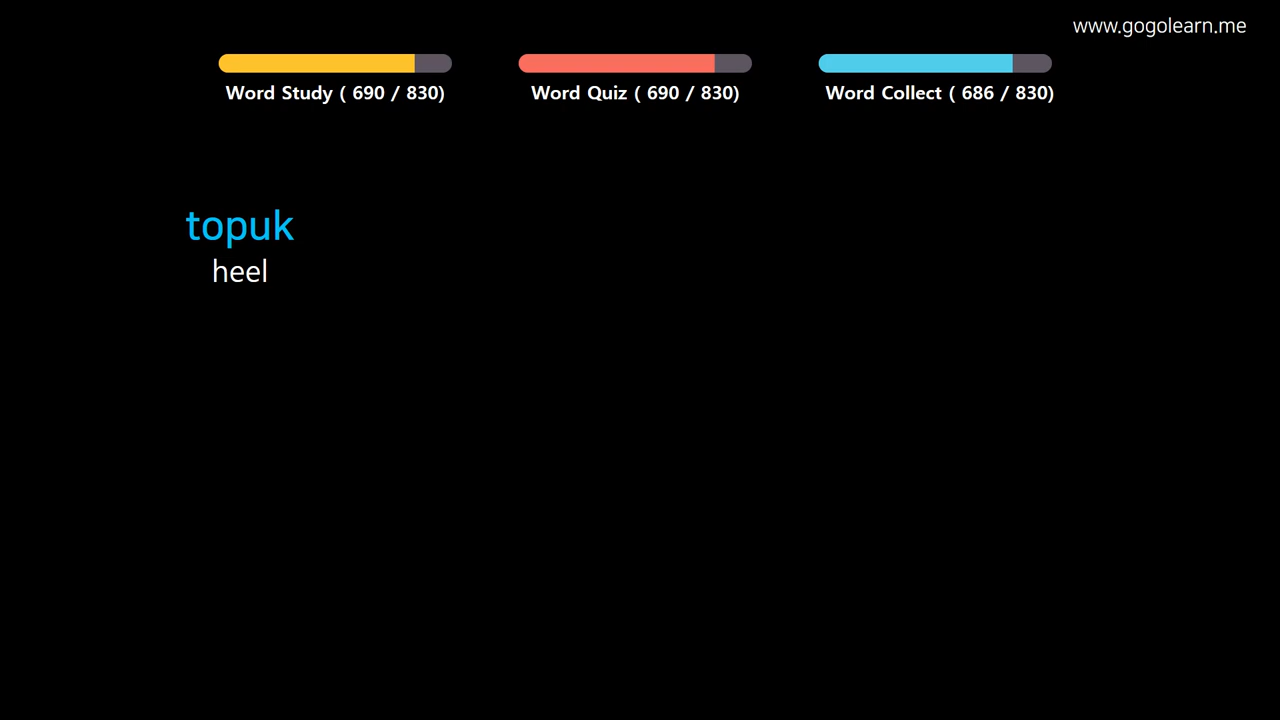 www.gogolearn.me
Word Study ( 690 / 830)
Word Quiz ( 690 / 830)
Word Collect ( 686 / 830)
topuk
heel